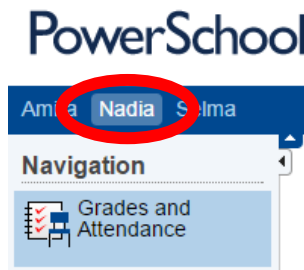 PowerSchool
Amira Nadia Selma
Navigation
Grades and
Attendance